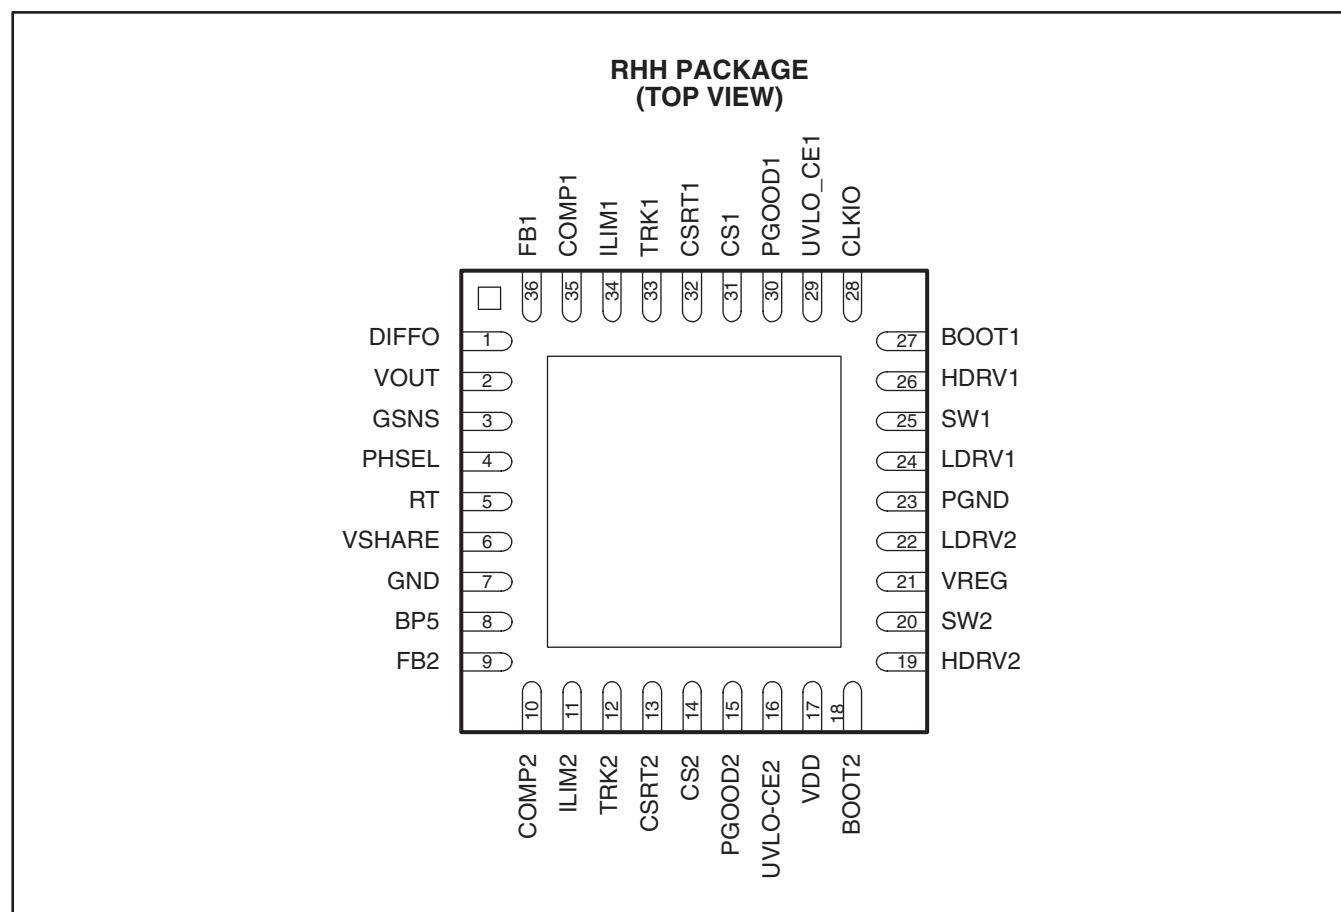 RHH PACKAGE
(TOP VIEW)
FB1
COMP1
ILIM1
TRK1
CSRT1
CS1
PGOOD1
UVLO_CE1
CLKIO
36
35
34
33
32
31
30
29
28
DIFFO 1
VOUT 2
GSNS 3
PHSEL 4
RT 5
VSHARE 6
GND 7
BP5 8
FB2 9
27 BOOT1
26 HDRV1
25 SW1
24 LDRV1
23 PGND
22 LDRV2
21 VREG
20 SW2
19 HDRV2
10
11
12
13
14
15
16
17
18
COMP2
ILIM2
TRK2
CSRT2
CS2
PGOOD2
UVLO-CE2
VDD
BOOT2